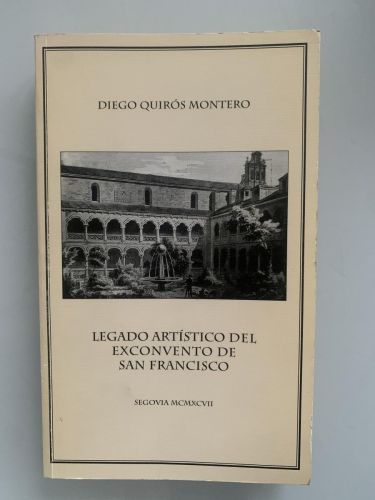 DIEGO QUIRÓS MONTERO
LEGADO ARTÍSTICO DEL
EXCONVENTO DE
SAN FRANCISCO
SEGOVIA MCMXCVII